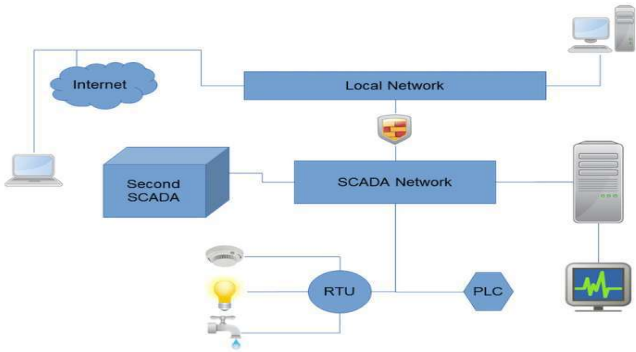 Internet
Local Network
Second
SCADA
SCADA Network
RTU
PLC